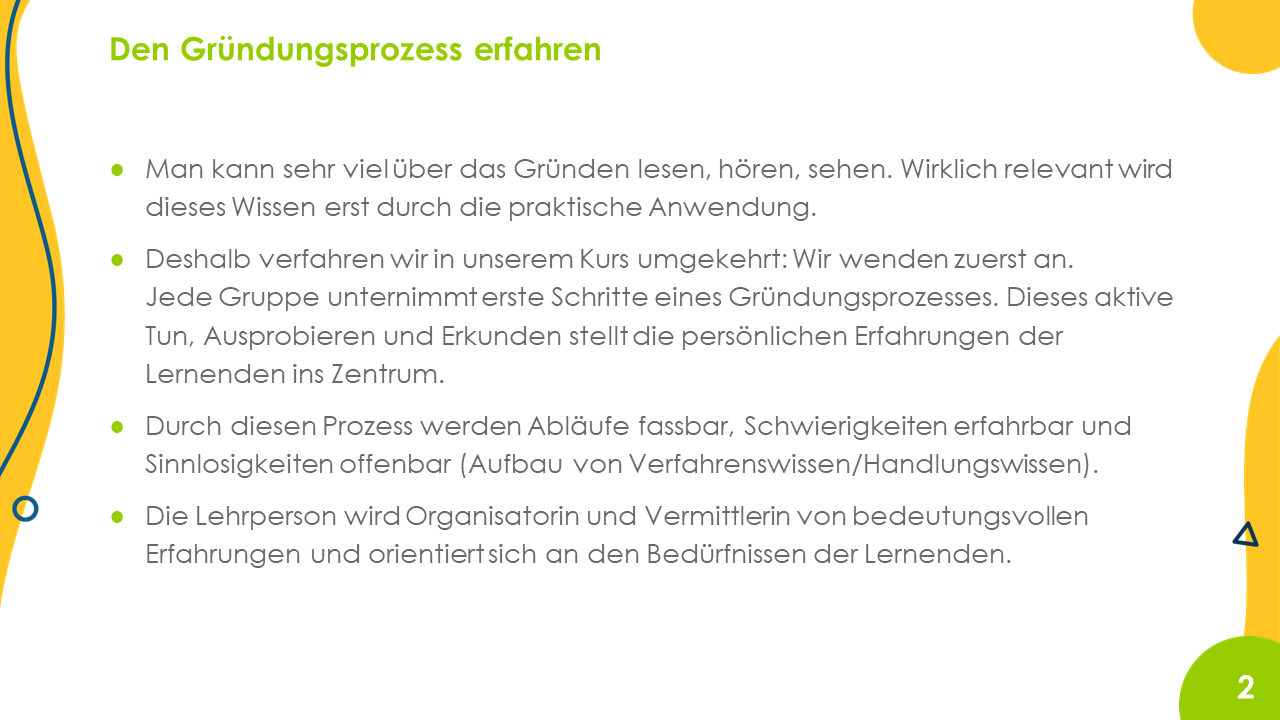 Den Gründungsprozess erfahren
● Man kann sehr viel über das Gründen lesen, hören, sehen. Wirklich relevant wird
dieses Wissen erst durch die praktische Anwendung.
● Deshalb verfahren wir in unserem Kurs umgekehrt: Wir wenden zuerst an.
Jede Gruppe unternimmt erste Schritte eines Gründungsprozesses. Dieses aktive
Tun, Ausprobieren und Erkunden stellt die persönlichen Erfahrungen der
Lernenden ins Zentrum.
● Durch diesen Prozess werden Abläufe fassbar, Schwierigkeiten erfahrbar und
Sinnlosigkeiten offenbar (Aufbau von Verfahrenswissen/Handlungswissen).
● Die Lehrperson wird Organisatorin und Vermittlerin von bedeutungsvollen
Erfahrungen und orientiert sich an den Bedürfnissen der Lernenden.
2